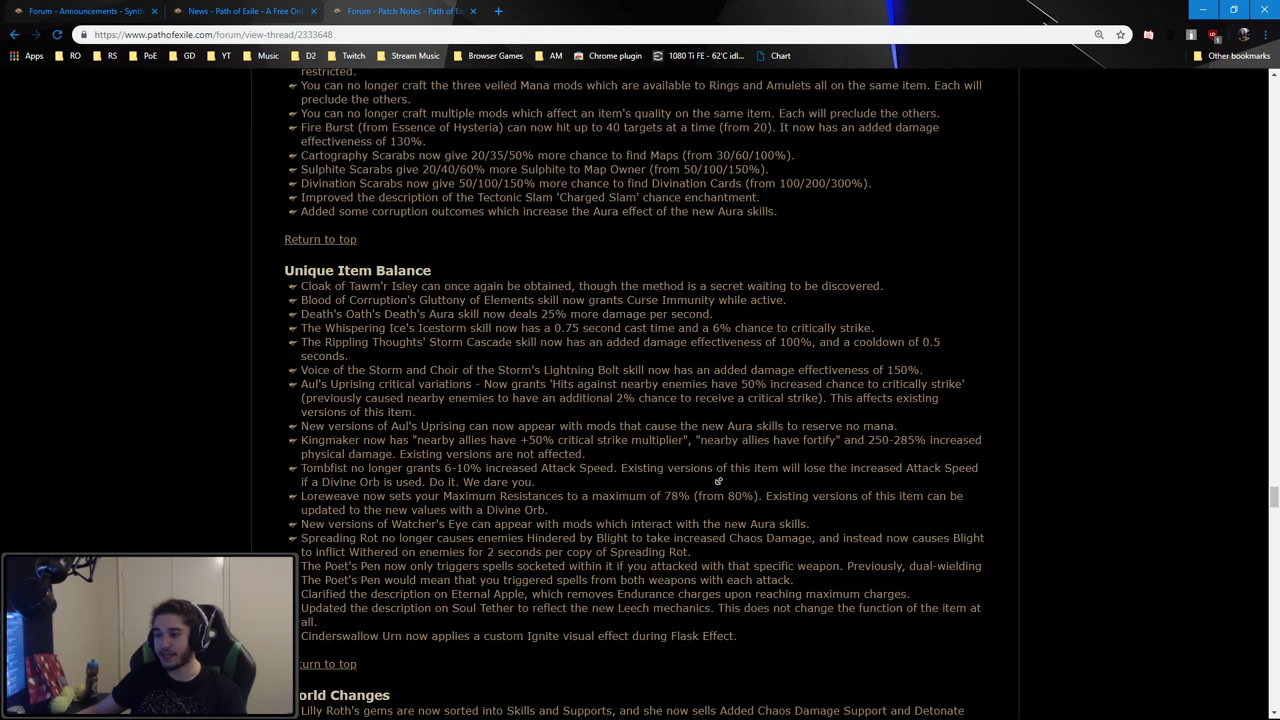 Forum - Announcements - Synth
News - Path of Exile - A Free Onl
Forum - Patch Notes - Path of Ex
https://www.pathofexile.com/forum/view-thread/2333648
Apps RO RS PoE GD YT Music D2 Twitch Stream Music Browser Games AM Chrome plugin 1080 Ti FE - 62°C idl... Chart Other bookmarks
restricted.
You can no longer craft the three veiled Mana mods which are available to Rings and Amulets all on the same item. Each will
preclude the others.
You can no longer craft multiple mods which affect an item's quality on the same item. Each will preclude the others.
Fire Burst (from Essence of Hysteria) can now hit up to 40 targets at a time (from 20). It now has an added damage
effectiveness of 130%.
Cartography Scarabs now give 20/35/50% more chance to find Maps (from 30/60/100%).
Sulphite Scarabs give 20/40/60% more Sulphite to Map Owner (from 50/100/150%).
Divination Scarabs now give 50/100/150% more chance to find Divination Cards (from 100/200/300%).
Improved the description of the Tectonic Slam 'Charged Slam' chance enchantment.
Added some corruption outcomes which increase the Aura effect of the new Aura skills.
Return to top
Unique Item Balance
Cloak of Tawm'r Isley can once again be obtained, though the method is a secret waiting to be discovered.
Blood of Corruption's Gluttony of Elements skill now grants Curse Immunity while active.
Death's Oath's Death's Aura skill now deals 25% more damage per second.
The Whispering Ice's Icestorm skill now has a 0.75 second cast time and a 6% chance to critically strike.
The Rippling Thoughts' Storm Cascade skill now has an added damage effectiveness of 100%, and a cooldown of 0.5
seconds.
Voice of the Storm and Choir of the Storm's Lightning Bolt skill now has an added damage effectiveness of 150%.
Aul's Uprising critical variations - Now grants 'Hits against nearby enemies have 50% increased chance to critically strike'
(previously caused nearby enemies to have an additional 2% chance to receive a critical strike). This affects existing
versions of this item.
New versions of Aul's Uprising can now appear with mods that cause the new Aura skills to reserve no mana.
Kingmaker now has "nearby allies have +50% critical strike multiplier", "nearby allies have fortify" and 250-285% increased
physical damage. Existing versions are not affected.
Tombfist no longer grants 6-10% increased Attack Speed. Existing versions of this item will lose the increased Attack Speed
if a Divine Orb is used. Do it. We dare you.
Loreweave now sets your Maximum Resistances to a maximum of 78% (from 80%). Existing versions of this item can be
updated to the new values with a Divine Orb.
New versions of Watcher's Eye can appear with mods which interact with the new Aura skills.
Spreading Rot no longer causes enemies Hindered by Blight to take increased Chaos Damage, and instead now causes Blight
to inflict Withered on enemies for 2 seconds per copy of Spreading Rot.
The Poet's Pen now only triggers spells socketed within it if you attacked with that specific weapon. Previously, dual-wielding
The Poet's Pen would mean that you triggered spells from both weapons with each attack.
Clarified the description on Eternal Apple, which removes Endurance charges upon reaching maximum charges.
Updated the description on Soul Tether to reflect the new Leech mechanics. This does not change the function of the item at
all.
Cinderswallow Urn now applies a custom Ignite visual effect during Flask Effect.
urn to top
orld Changes
Lilly Roth's gems are now sorted into Skills and Supports, and she now sells Added Chaos Damage Support and Detonate